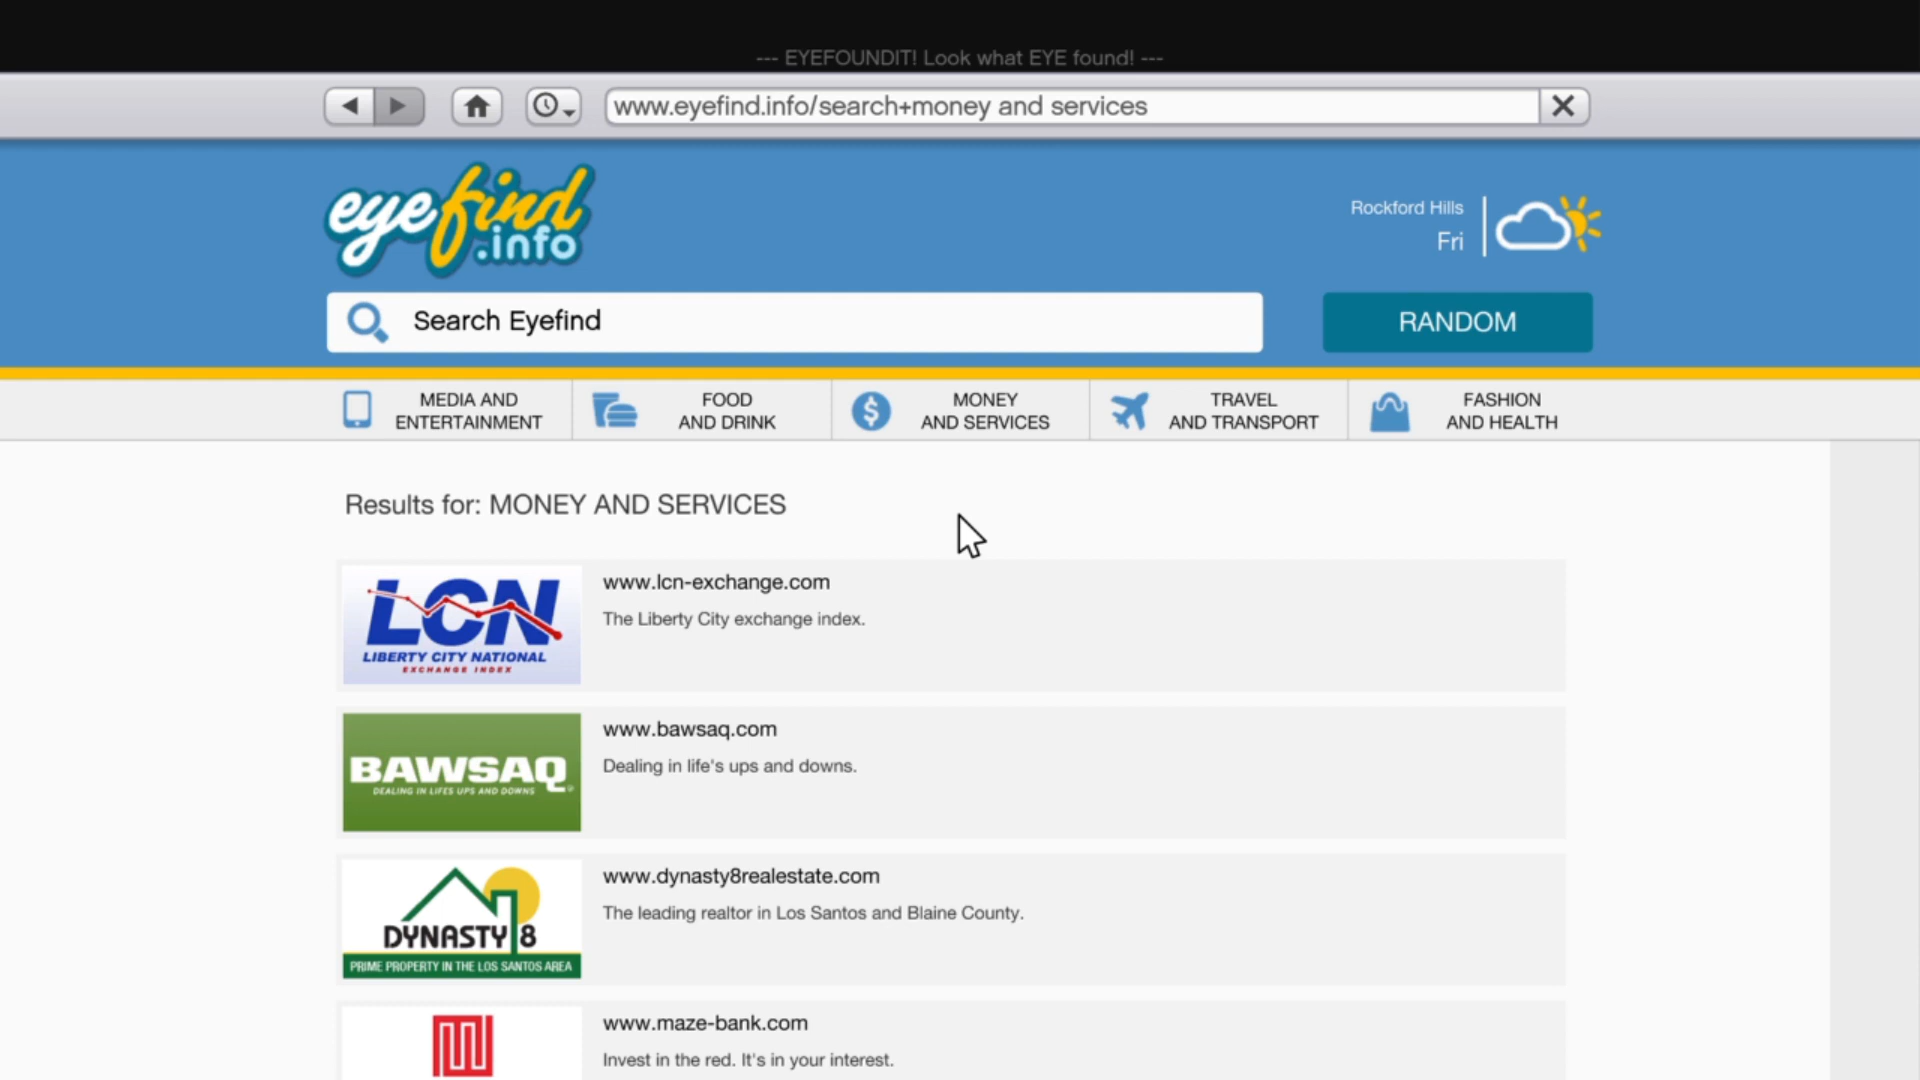 --- EYEFOUNDIT! Look what EYE found! ---
www.eyefind.info/search+money and services
eyefind
.info
Rockford Hills
Fri
Search Eyefind
RANDOM
MEDIA AND
ENTERTAINMENT
FOOD
AND DRINK
MONEY
AND SERVICES
TRAVEL
AND TRANSPORT
FASHION
AND HEALTH
Results for: MONEY AND SERVICES
LCN
LIBERTY CITY NATIONAL
EXCHANGE INDEX
www.lcn-exchange.com
The Liberty City exchange index.
BAWSAQ
DEALING IN LIFES UPS AND DOWNS
www.bawsaq.com
Dealing in life's ups and downs.
DYNASTY 8
PRIME PROPERTY IN THE LOS SANTOS AREA
www.dynasty8realestate.com
The leading realtor in Los Santos and Blaine County.
www.maze-bank.com
Invest in the red. It's in your interest.